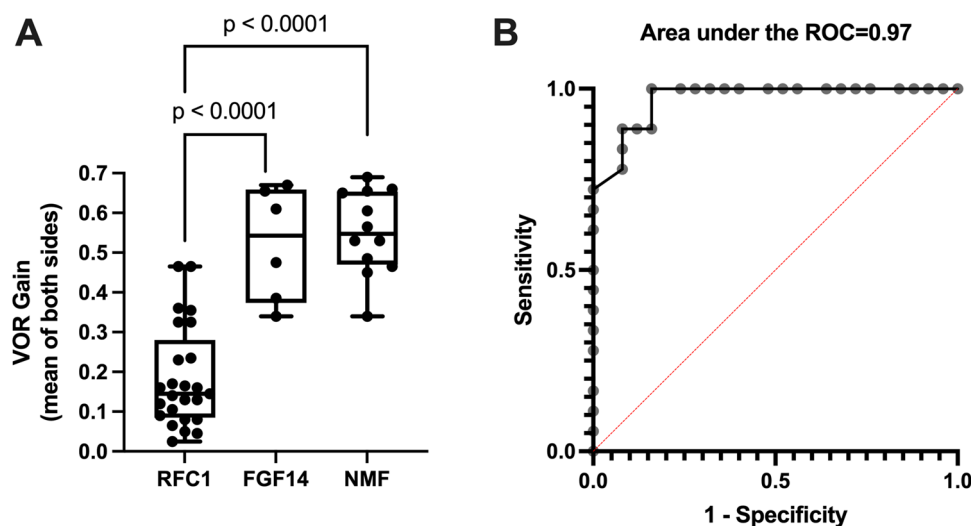 A
p < 0.0001
p < 0.0001
VOR Gain
(mean of both sides)
0.7
0.6
0.5
0.4
0.3
0.2
0.1
0.0
RFC1 FGF14 NMF
B
Area under the ROC=0.97
Sensitivity
1.0
0.5
0.0
0.0 0.5 1.0
1 - Specificity